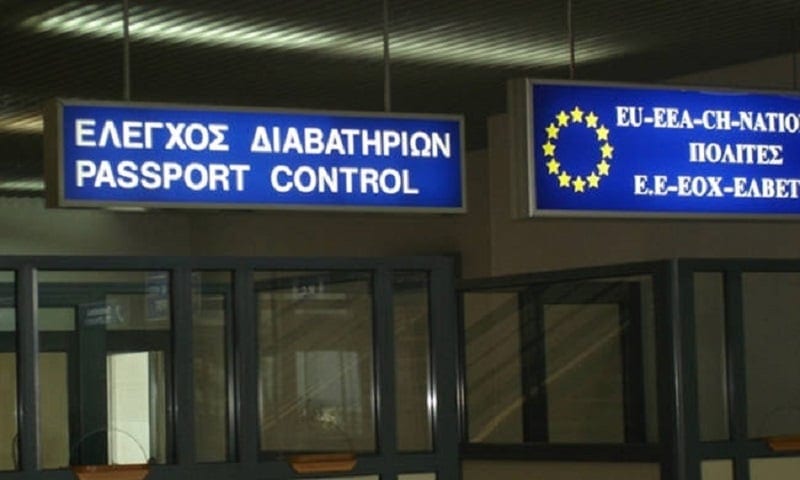 ΕΛΕΓΧΟΣ ΔΙΑΒΑΤΗΡΙΩΝ
PASSPORT CONTROL
EU-EEA-CH-NATIO
ΠΟΛΙΤΕΣ
Ε.Ε-ΕΟΧ-ΕΛΒΕΤ